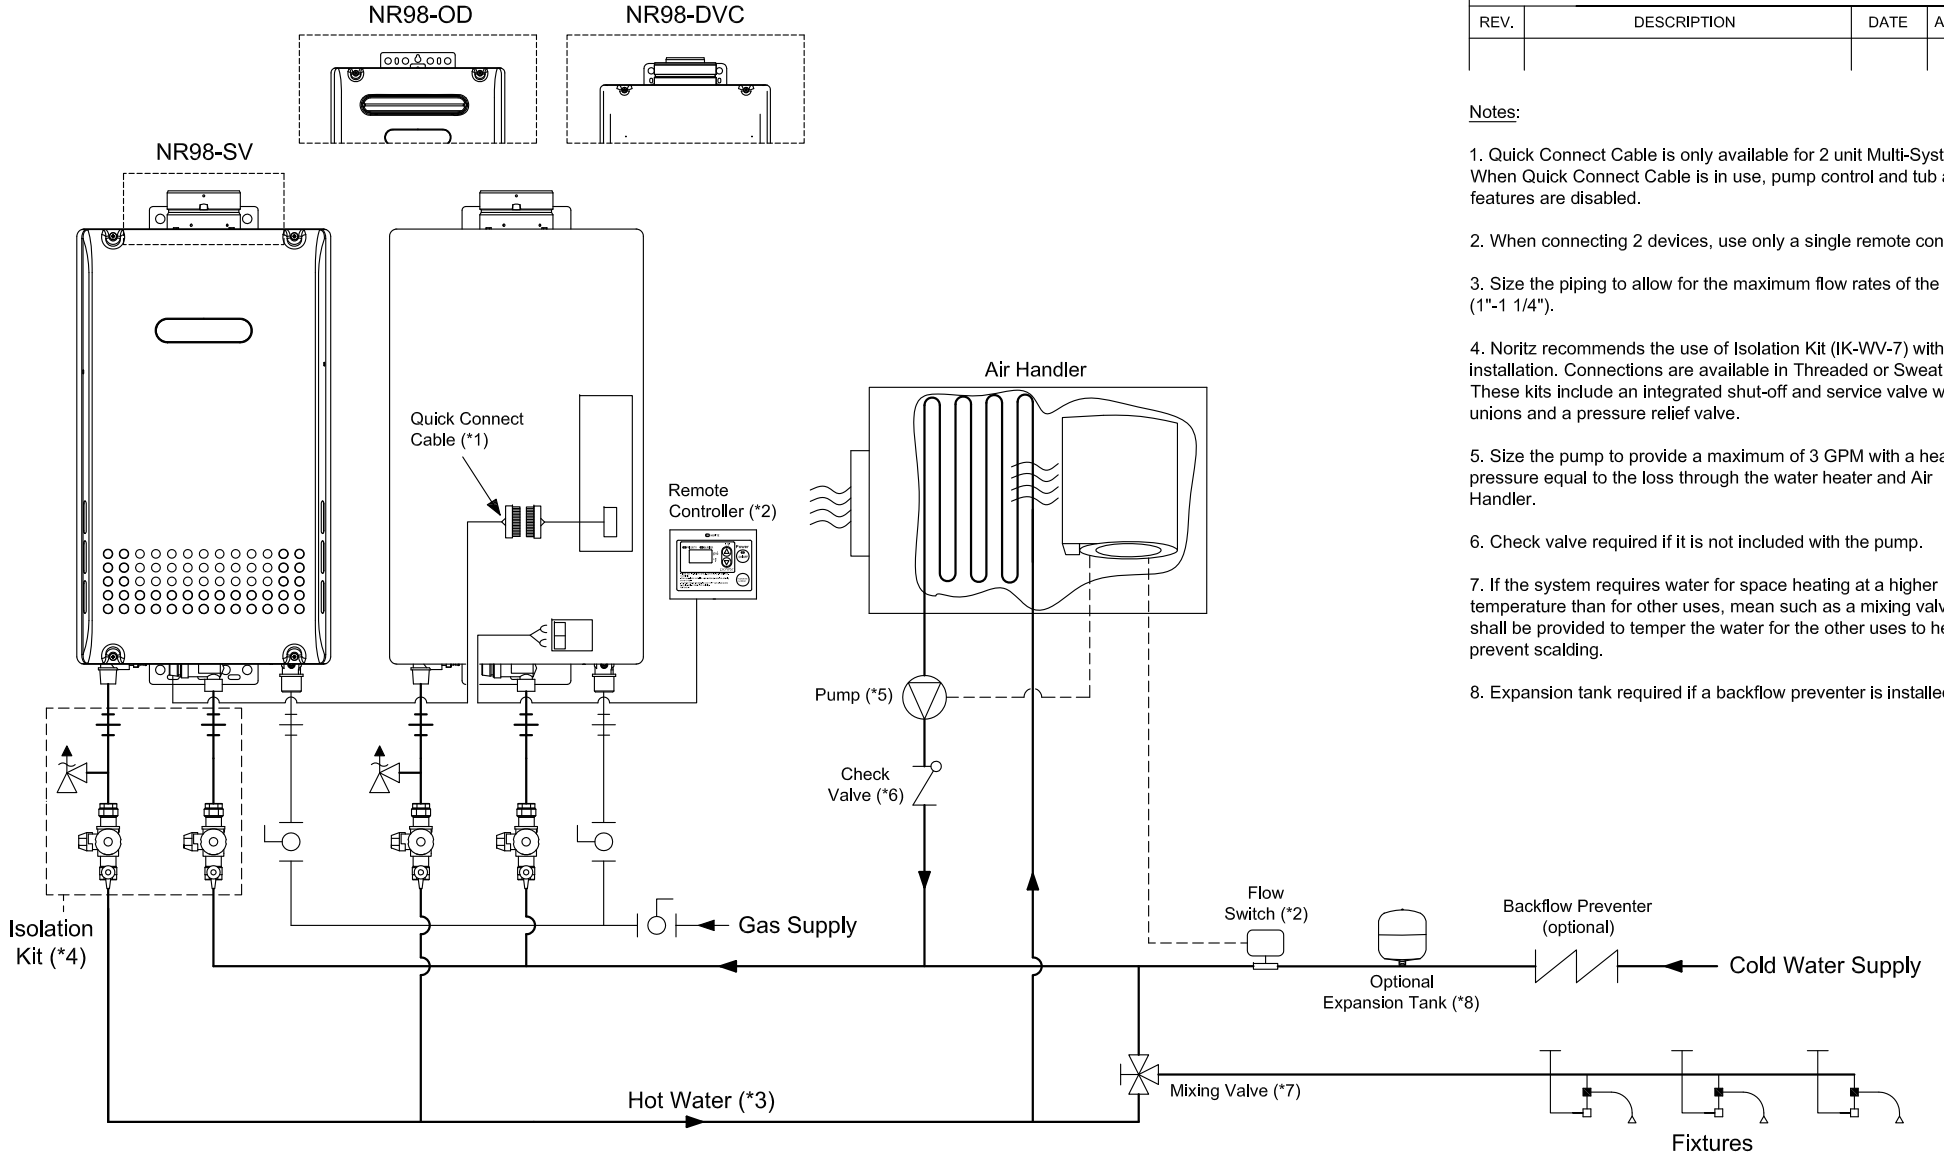 NR98-OD
NR98-DVC
REV.
DESCRIPTION
DATE
NR98-SV
Notes:
1. Quick Connect Cable is only available for 2 unit
When Quick Connect Cable is in use, pump control and tub
features are disabled.
2. When connecting 2 devices, use only a single remote
3. Size the piping to allow for the maximum flow rates of the
(1"-1 1/4").
4. Noritz recommends the use of Isolation Kit (IK-WV-7) with
installation. Connections are available in Threaded or Sweat
These kits include an integrated shut-off and service valve
unions and a pressure relief valve.
5. Size the pump to provide a maximum of 3 GPM with a
pressure equal to the loss through the water heater and Air
Handler.
6. Check valve required if it is not included with the pump.
7. If the system requires water for space heating at a higher
temperature than for other uses, mean such as a mixing
shall be provided to temper the water for the other uses to
prevent scalding.
8. Expansion tank required if a backflow preventer is
Air Handler
Quick Connect
Cable (*1)
Remote
Controller (*2)
Pump (*5)
Check
Valve (*6)
Isolation
Kit (*4)
Gas Supply
Flow
Switch (*2)
Backflow Preventer
(optional)
Cold Water Supply
Optional
Expansion Tank (*8)
Hot Water (*3)
Mixing Valve (*7)
Fixtures